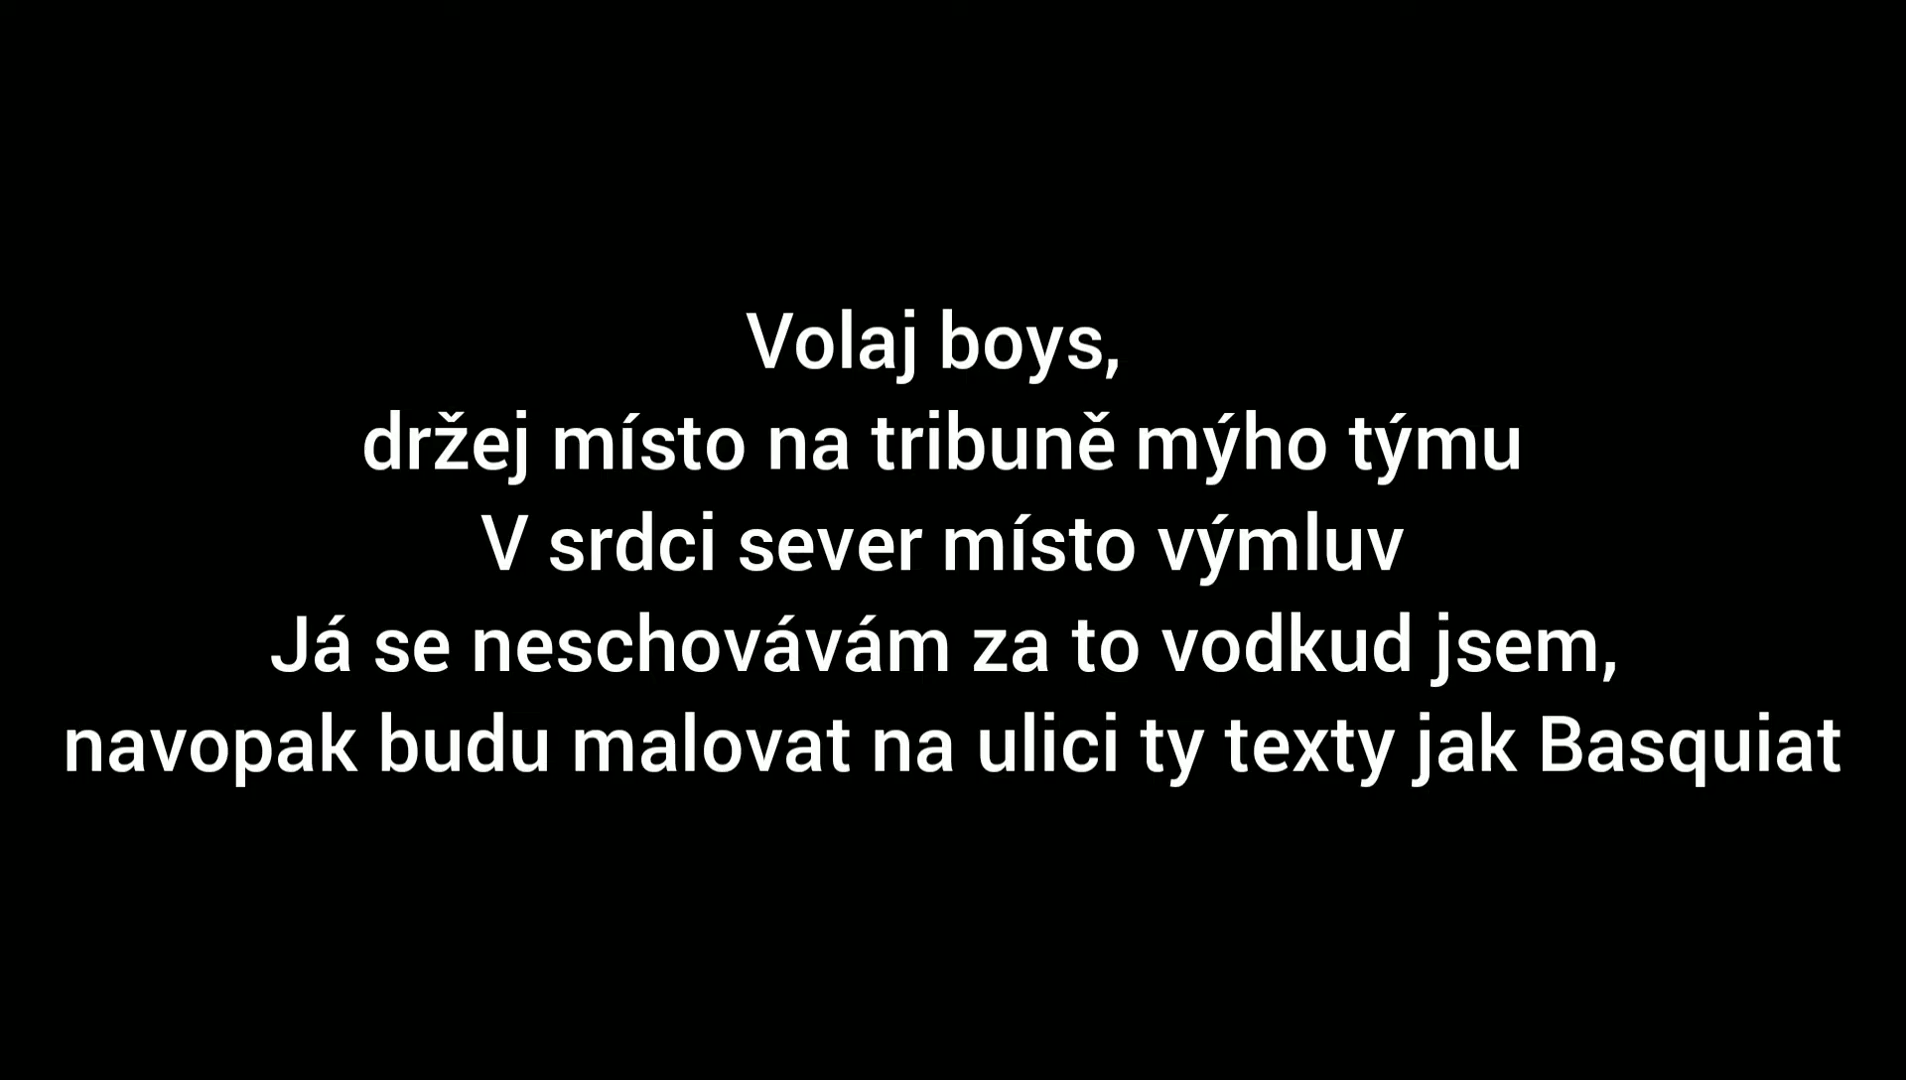 Volaj boys,
držej místo na tribuně mýho týmu
V srdci sever místo výmluv
Já se neschovávám za to vodkud jsem,
navopak budu malovat na ulici ty texty jak Basquiat